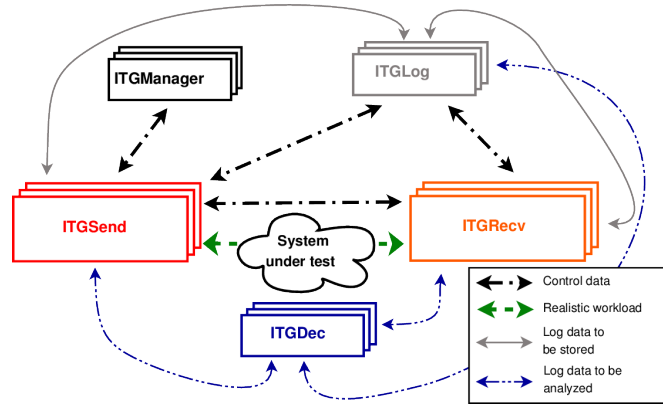 ITGManager
ITGLog
ITGSend
ITGRecv
System
under test
ITGDec
Control data
Realistic workload
Log data to
be stored
Log data to be
analyzed